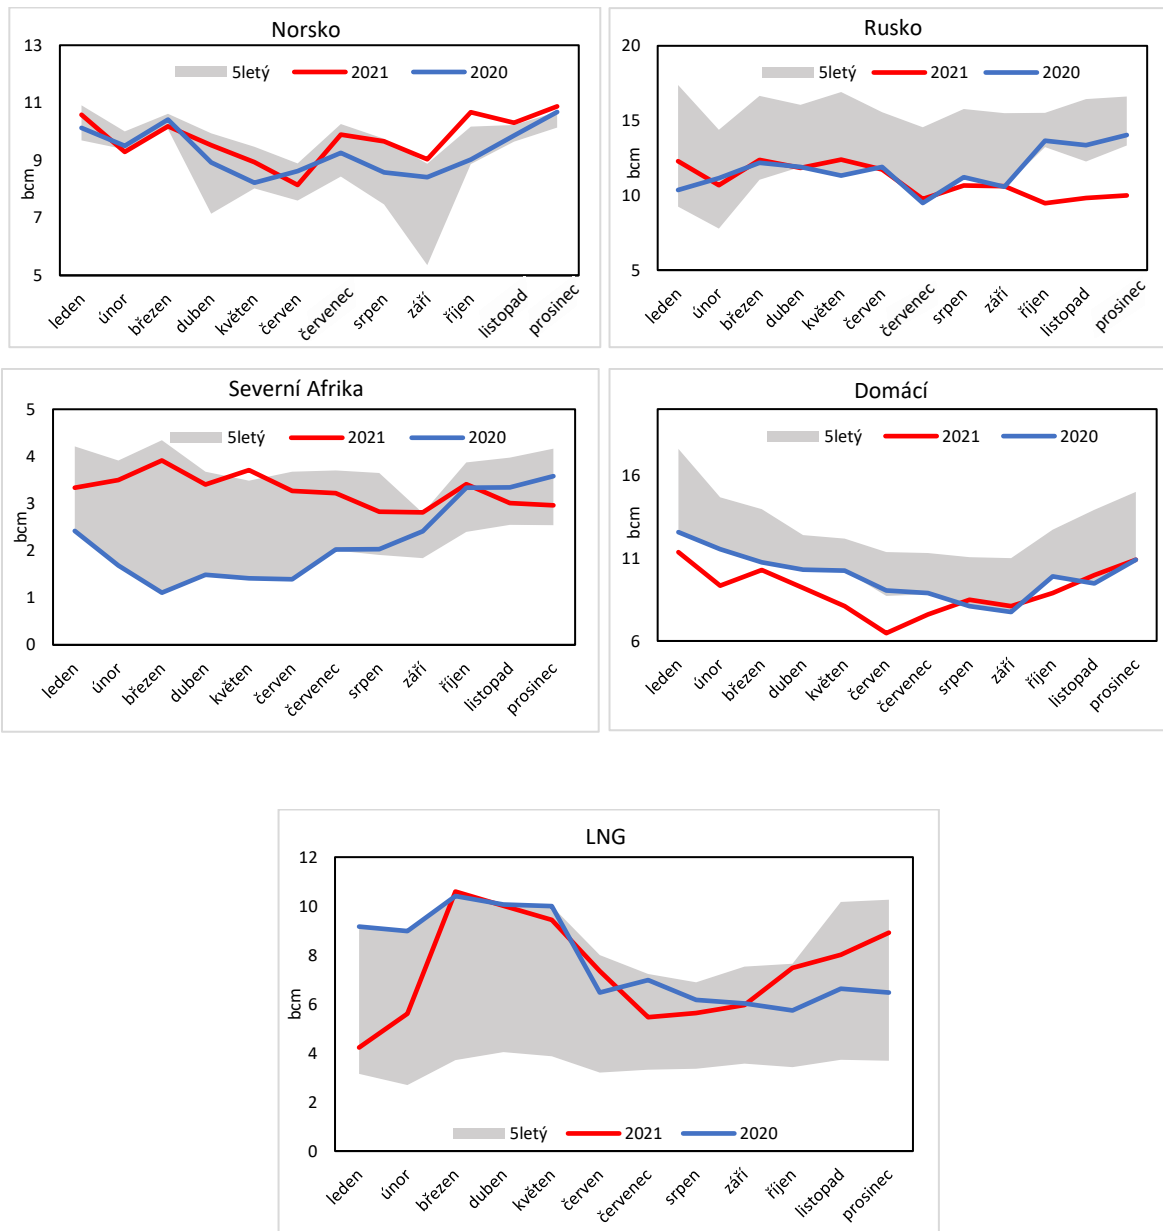 Norsko
5letý 2021 2020
bcm
13
11
9
7
5
leden únor březen duben květen červen červenec srpen září říjen listopad prosinec
Rusko
5letý 2021 2020
bcm
20
15
10
5
leden únor březen duben květen červen červenec srpen září říjen listopad prosinec
Severní Afrika
5letý 2021 2020
bcm
5
4
3
2
1
0
leden únor březen duben květen červen červenec srpen září říjen listopad prosinec
Domácí
5letý 2021 2020
bcm
16
11
6
leden únor březen duben květen červen červenec srpen září říjen listopad prosinec
LNG
bcm
12
10
8
6
4
2
0
5letý 2021 2020
leden únor březen duben květen červen červenec srpen září říjen listopad prosinec